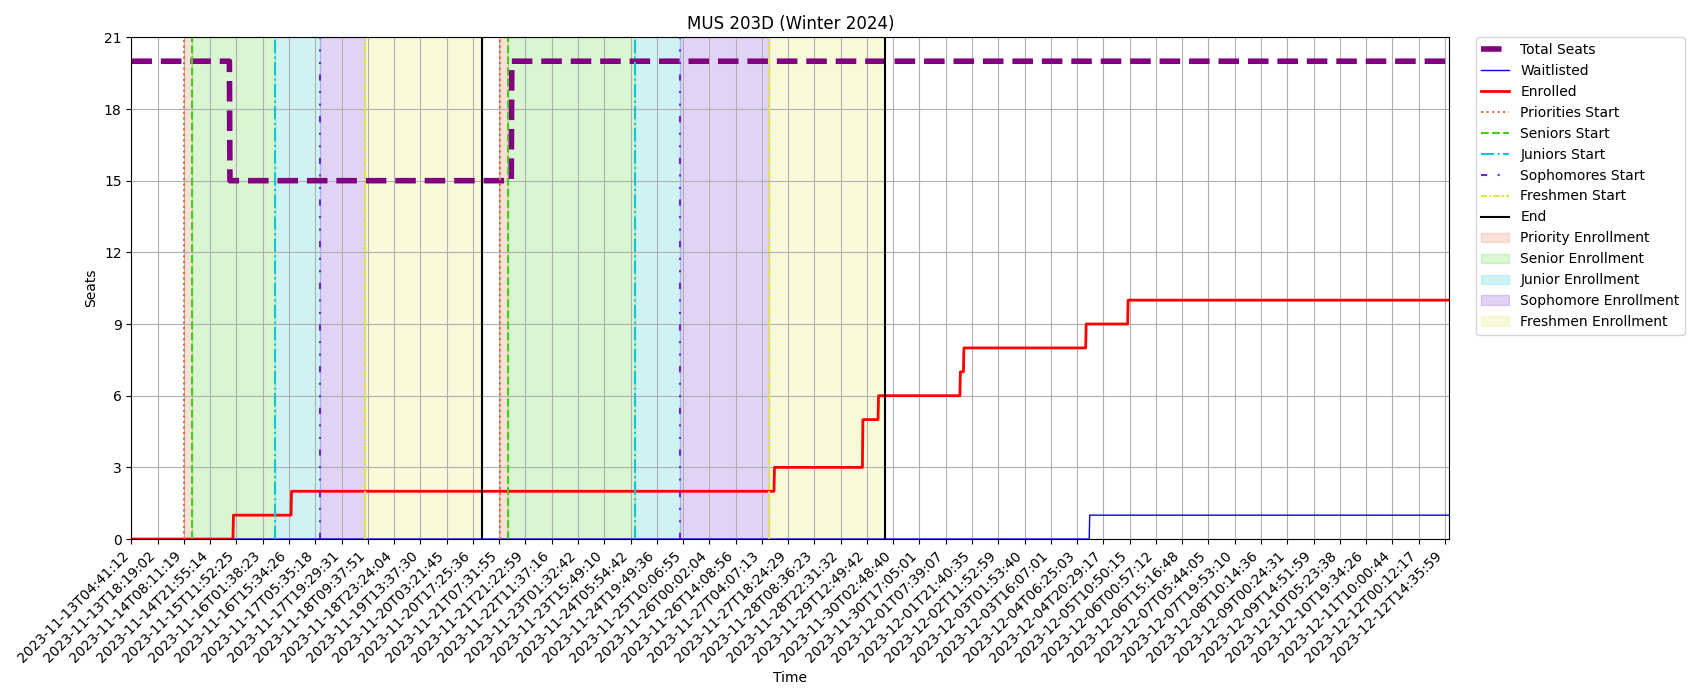 MUS 203D (Winter 2024)
21
18
15
12
9
6
3
0
Seats
2023-11-13T04:41:12
2023-11-13T18:19:02
2023-11-14T08:11:19
2023-11-14T21:55:14
2023-11-15T11:52:25
2023-11-16T01:38:23
2023-11-16T15:34:26
2023-11-17T05:35:18
2023-11-17T19:29:31
2023-11-18T09:37:51
2023-11-18T23:24:04
2023-11-19T13:37:30
2023-11-20T03:21:45
2023-11-20T17:25:36
2023-11-21T07:31:55
2023-11-21T21:22:59
2023-11-22T11:37:16
2023-11-23T01:32:42
2023-11-23T15:49:10
2023-11-24T05:54:42
2023-11-24T19:49:36
2023-11-25T10:06:55
2023-11-26T00:02:04
2023-11-26T14:08:56
2023-11-27T04:07:13
2023-11-27T18:24:29
2023-11-28T08:36:23
2023-11-28T22:31:32
2023-11-29T12:49:42
2023-11-30T02:48:40
2023-11-30T17:05:01
2023-12-01T07:39:07
2023-12-01T21:40:35
2023-12-02T11:52:59
2023-12-03T01:53:40
2023-12-03T16:07:01
2023-12-04T06:25:03
2023-12-04T20:29:17
2023-12-05T10:50:15
2023-12-06T00:57:12
2023-12-06T15:16:48
2023-12-07T05:44:05
2023-12-07T19:53:10
2023-12-08T10:14:36
2023-12-09T00:24:31
2023-12-09T14:51:59
2023-12-10T05:23:38
2023-12-10T19:34:26
2023-12-11T10:00:44
2023-12-12T00:12:17
2023-12-12T14:35:59
Time
Total Seats
Waitlisted
Enrolled
Priorities Start
Seniors Start
Juniors Start
Sophomores Start
Freshmen Start
End
Priority Enrollment
Senior Enrollment
Junior Enrollment
Sophomore Enrollment
Freshmen Enrollment